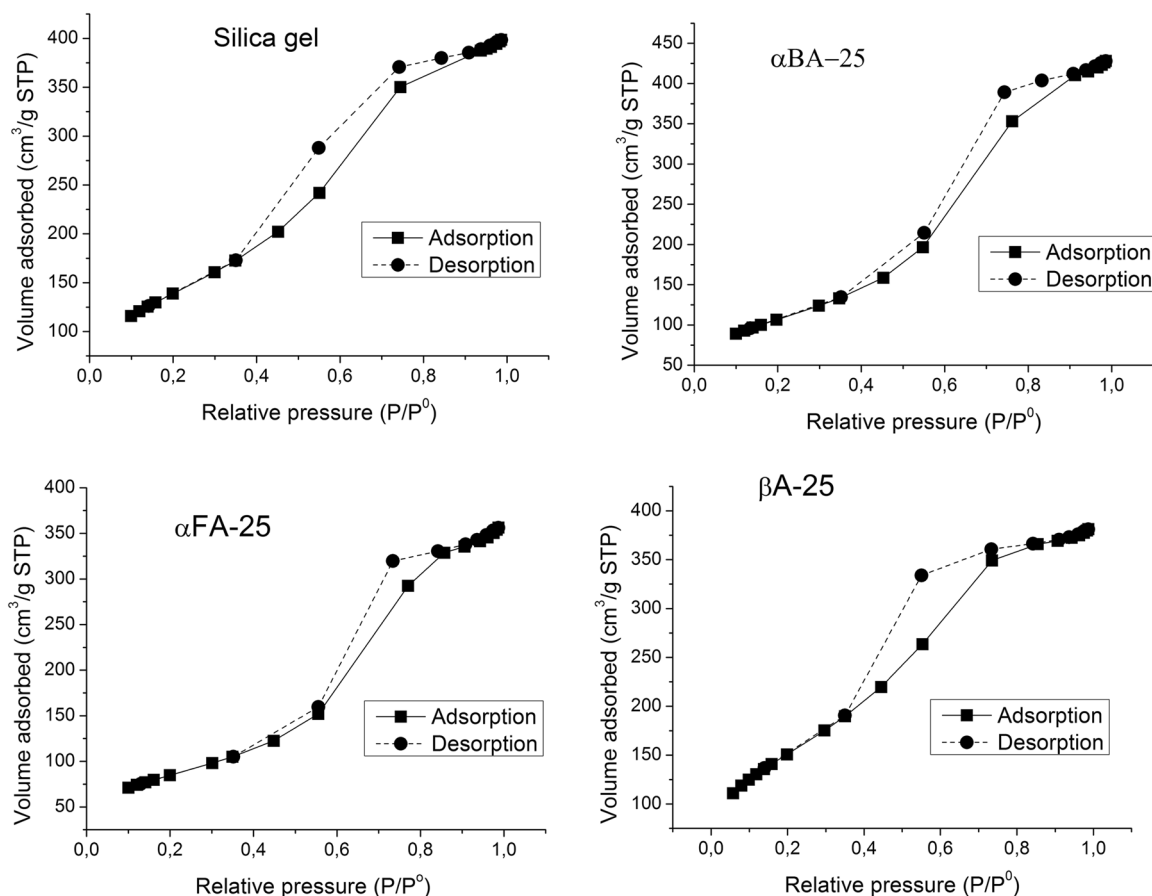 Silica gel
Volume adsorbed (cm³/g STP)
400
350
300
250
200
150
100
Adsorption
Desorption
0,0 0,2 0,4 0,6 0,8 1,0
Relative pressure (P/P⁰)
αBA–25
Volume adsorbed (cm³/g STP)
450
400
350
300
250
200
150
100
50
Adsorption
Desorption
0,0 0,2 0,4 0,6 0,8 1,0
Relative pressure (P/P⁰)
αFA-25
Volume adsorbed (cm³/g STP)
400
350
300
250
200
150
100
50
Adsorption
Desorption
0,0 0,2 0,4 0,6 0,8 1,0
Relative pressure (P/Pᵒ)
βA-25
Volume adsorbed (cm³/g STP)
400
350
300
250
200
150
100
Adsorption
Desorption
0,0 0,2 0,4 0,6 0,8 1,0
Relative pressure (P/P⁰)